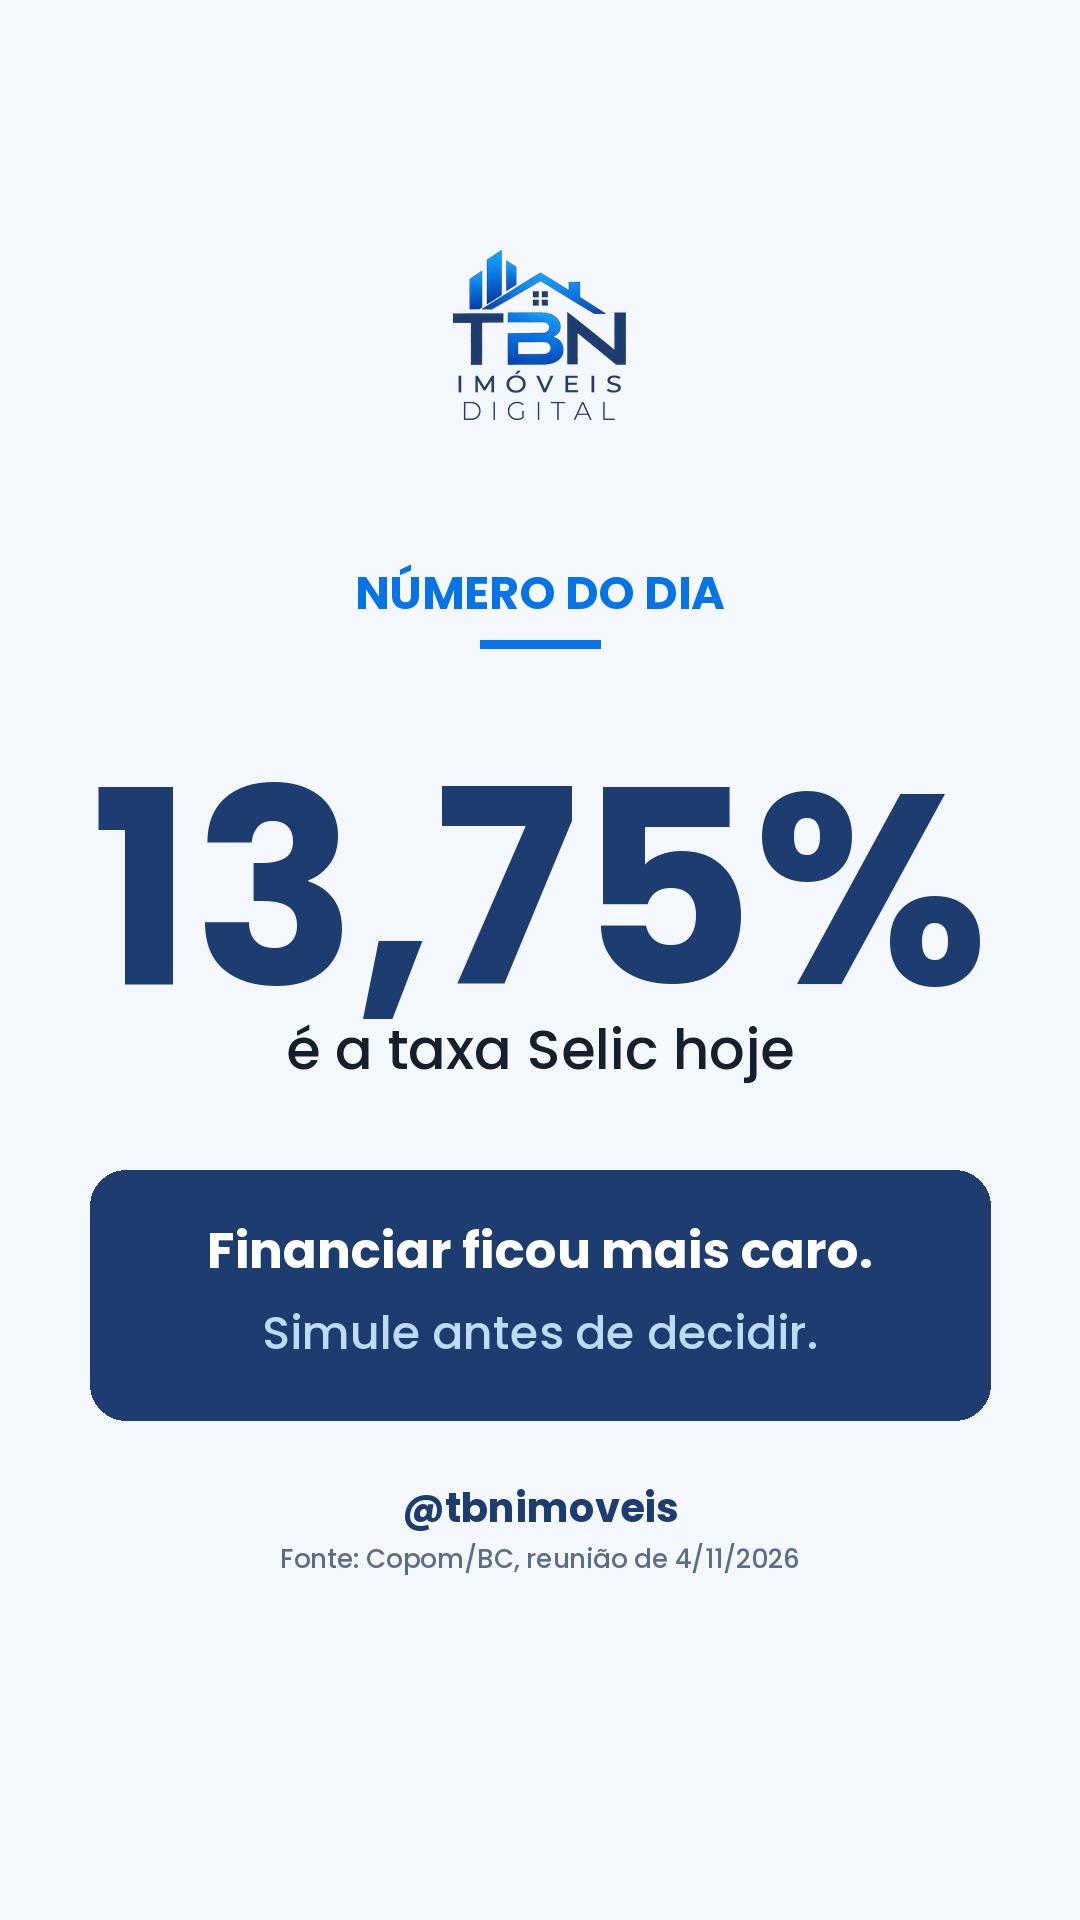 TBN
IMÓVEIS
DIGITAL
NÚMERO DO DIA
13,75%
é a taxa Selic hoje
Financiar ficou mais caro.
Simule antes de decidir.
@tbnimoveis
Fonte: Copom/BC, reunião de 4/11/2026